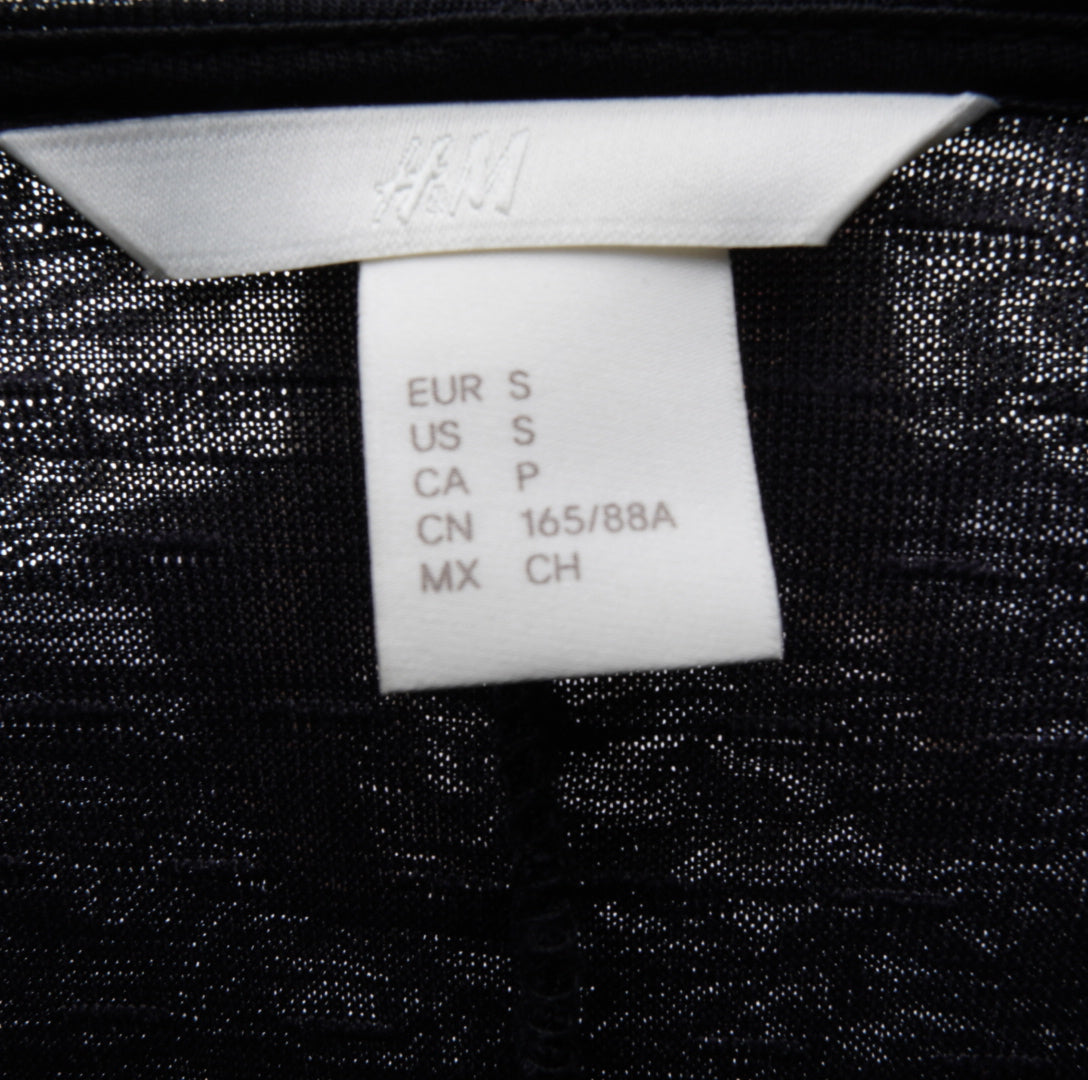 H&M
EUR S
US S
CA P
CN 165/88A
MX CH